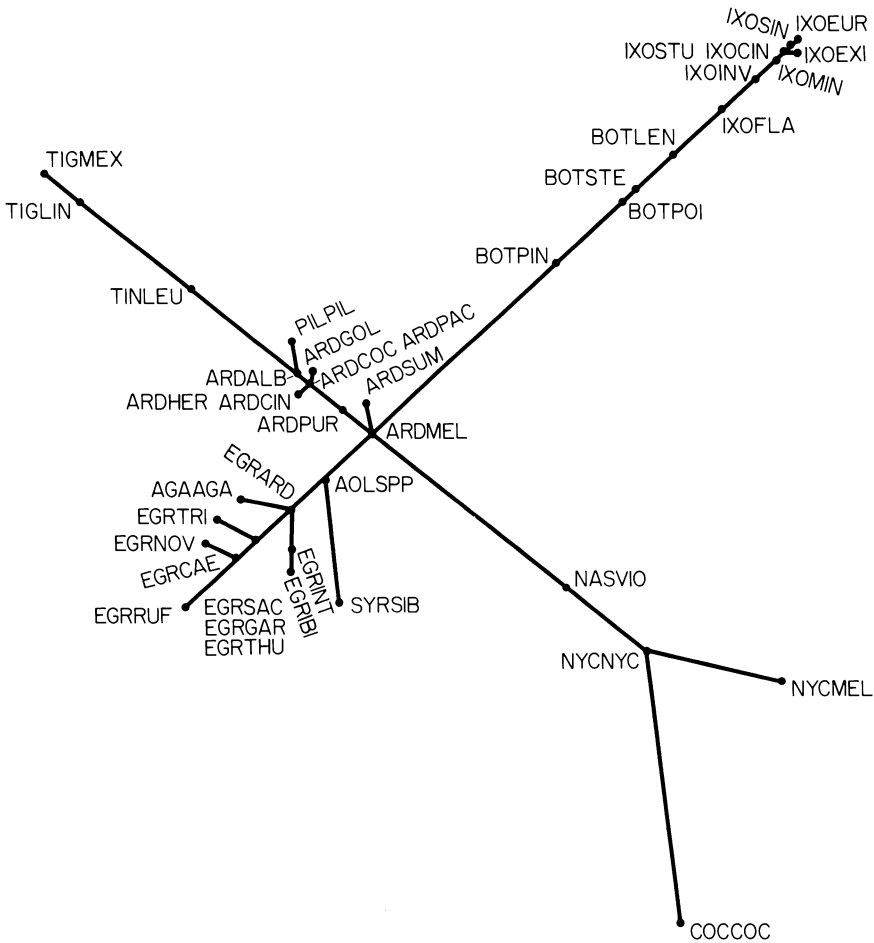 IXOSIN IXOEUR
IXOSTU IXOCIN IXOEXI
IXOINV IXOMIN
IXOFLA
BOTLEN
TIGMEX
BOTSTE
TIGLIN
BOTPOI
BOTPIN
TINLEU
PILPIL
ARDGOL
ARDCOC ARDPAC
ARDALB
ARDSUM
ARDHER ARDCIN
ARDPUR
ARDMEL
EGRARD
AOLSPP
AGAAGA
EGRTRI
EGRNOV
EGRCAE
EGRINT
EGRIBI
NASVIO
EGRRUF
EGRSAC
EGRGAR
EGRTHU
SYRSIB
NYCNYC
NYCMEL
COCCOC